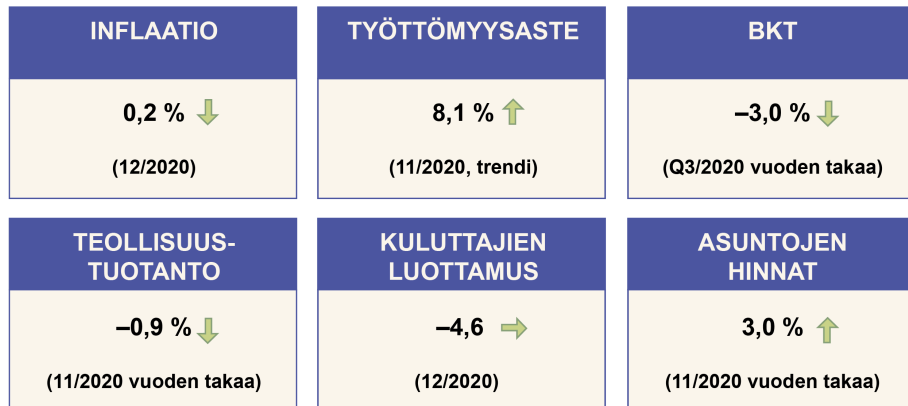 INFLAATIO
0,2 %
(12/2020)
TYÖTTÖMYYSASTE
8,1 %
(11/2020, trendi)
BKT
–3,0 %
(Q3/2020 vuoden takaa)
TEOLLISUUS-
TUOTANTO
–0,9 %
(11/2020 vuoden takaa)
KULUTTAJIEN
LUOTTAMUS
–4,6
(12/2020)
ASUNTOJEN
HINNAT
3,0 %
(11/2020 vuoden takaa)